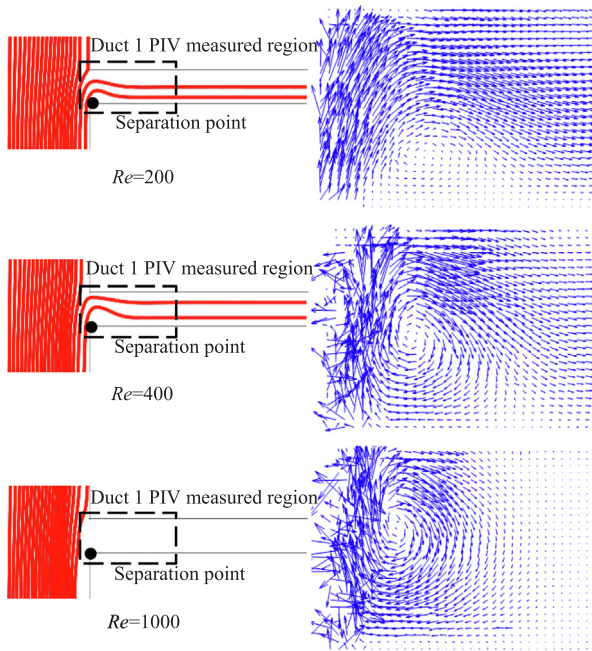 Duct 1 PIV measured region
Separation point
Re=200
Duct 1 PIV measured region
Separation point
Re=400
Duct 1 PIV measured region
Separation point
Re=1000